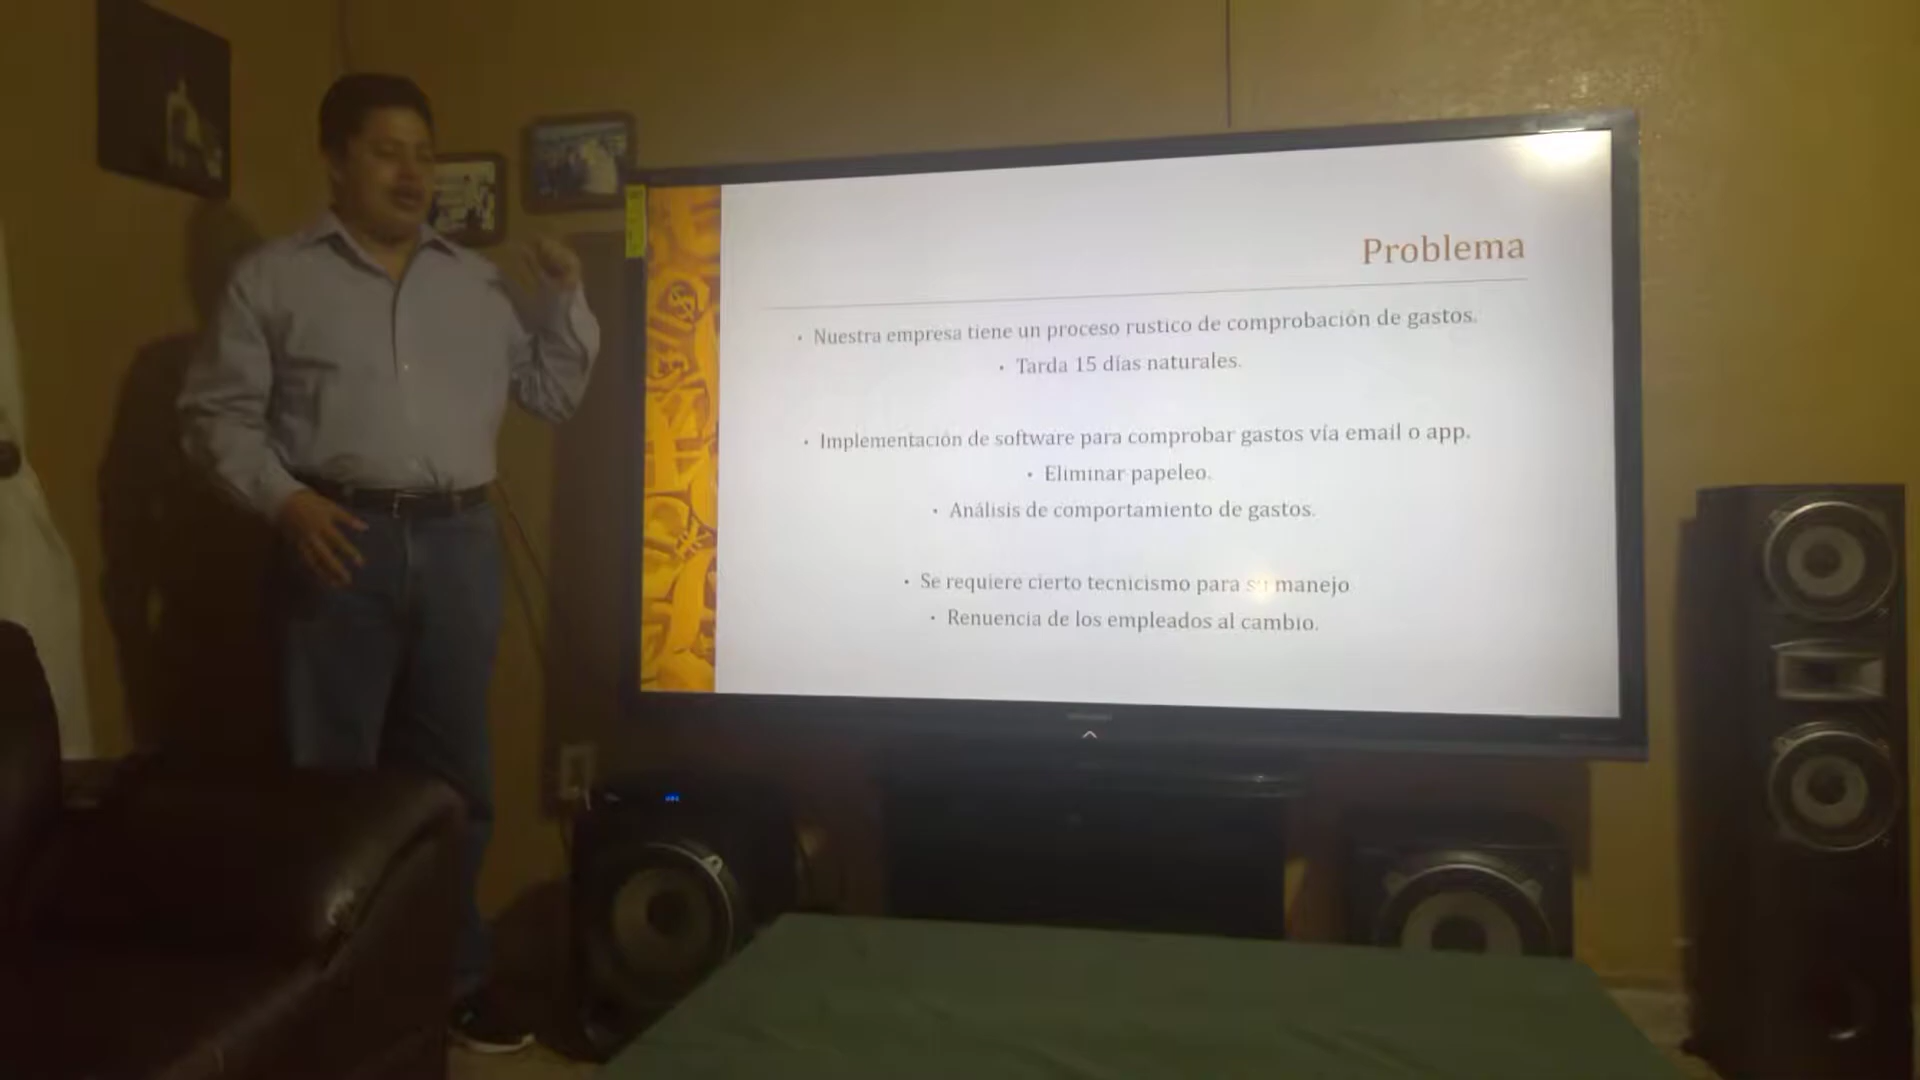 Problema
• Nuestra empresa tiene un proceso rustico de comprobación de gastos.
• Tarda 15 días naturales.
• Implementación de software para comprobar gastos vía email o app.
• Eliminar papeleo.
• Análisis de comportamiento de gastos.
• Se requiere cierto tecnicismo para su manejo
• Renuencia de los empleados al cambio.